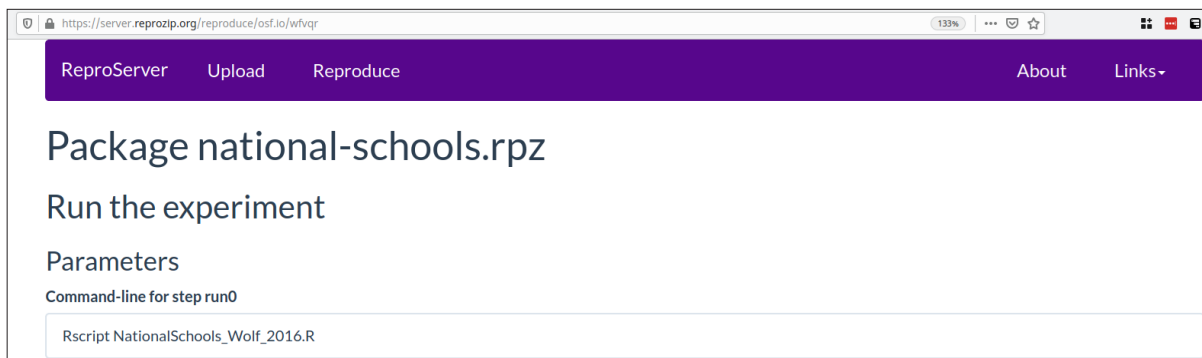 https://server.reprozip.org/reproduce/osf.io/wfvqr 133%
ReproServer Upload Reproduce About Links
Package national-schools.rpz
Run the experiment
Parameters
Command-line for step run0
Rscript NationalSchools_Wolf_2016.R